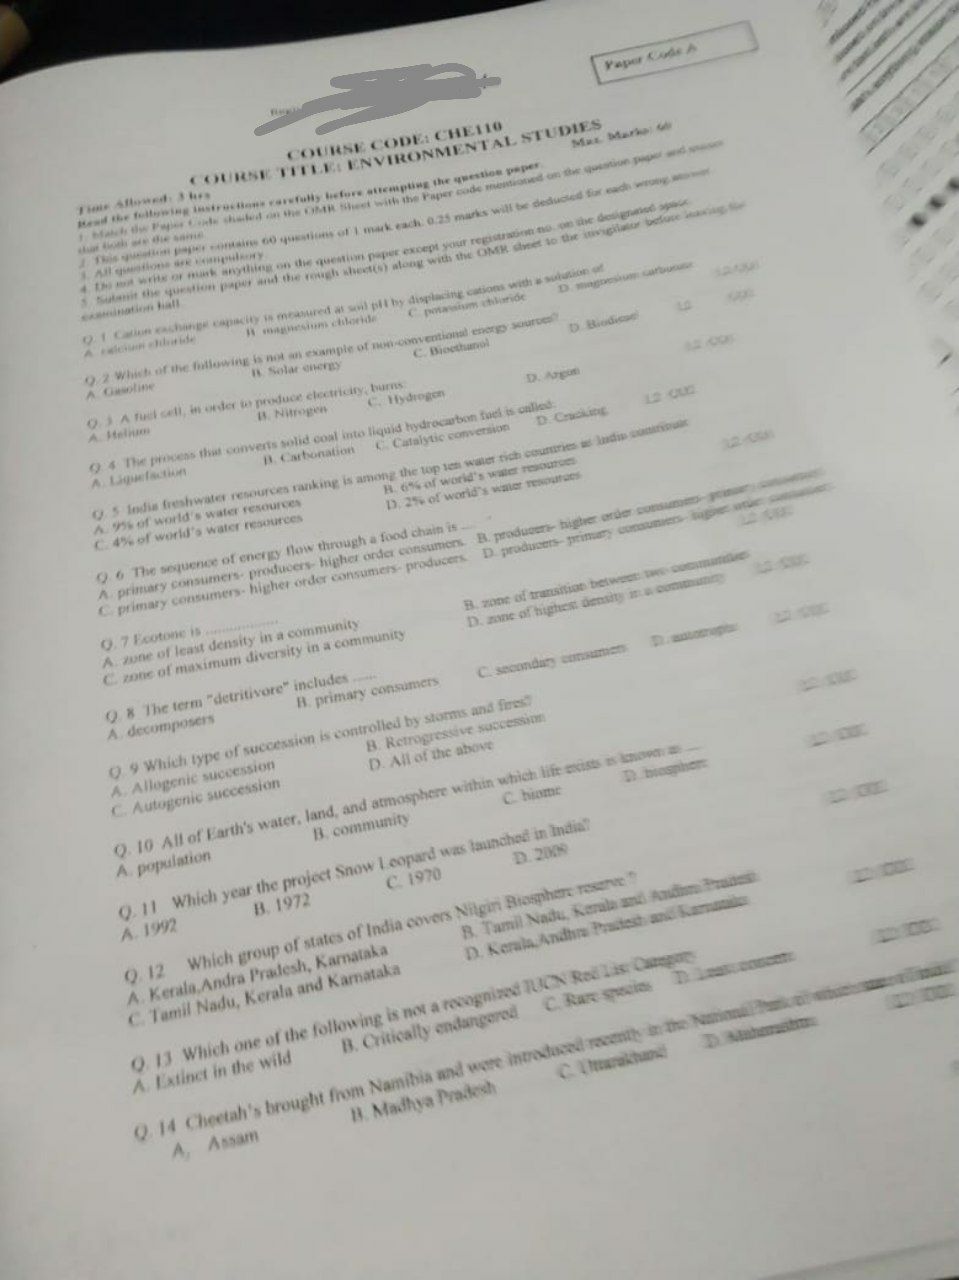 Paper Code A
COURSE CODE: CHE110
COURSE TITLE: ENVIRONMENTAL STUDIES
Time Allowed: 3 hrs Max. Marks: 60
Read the following instructions carefully before attempting the question paper.
1. Match the Paper Code shaded on the OMR Sheet with the Paper code mentioned on the question paper and ensure
that both are the same.
2. This question paper contains 60 questions of 1 mark each. 0.25 marks will be deducted for each wrong answer.
3. All questions are compulsory.
4. Do not write or mark anything on the question paper except your registration no. on the designated space.
5. Submit the question paper and the rough sheet(s) along with the OMR sheet to the invigilator before leaving the
examination hall.
Q. 1 Cation exchange capacity is measured at soil pH by displacing cations with a solution of
A. calcium chloride B. magnesium chloride C. potassium chloride D. magnesium carbonate
Q. 2 Which of the following is not an example of non-conventional energy sources?
A. Gasoline B. Solar energy C. Bioethanol D. Biodiesel
Q. 3 A fuel cell, in order to produce electricity, burns:
A. Helium B. Nitrogen C. Hydrogen D. Argon
Q. 4 The process that converts solid coal into liquid hydrocarbon fuel is called:
A. Liquefaction B. Carbonation C. Catalytic conversion D. Cracking
Q. 5 India freshwater resources ranking is among the top ten water rich countries as India contribute
A. 9% of world's water resources B. 6% of world's water resources
C. 4% of world's water resources D. 2% of world's water resources
Q. 6 The sequence of energy flow through a food chain is ---- .
A. primary consumers- producers- higher order consumers. B. producers- higher order consumers- primary consumers
C. primary consumers- higher order consumers- producers. D. producers- primary consumers- higher order consumers
Q. 7 Ecotone is ..................
A. zone of least density in a community B. zone of transition between two communities
C. zone of maximum diversity in a community D. zone of highest density in a community
Q. 8 The term "detritivore" includes ......
A. decomposers B. primary consumers C. secondary consumers D. autotrophs
Q. 9 Which type of succession is controlled by storms and fires?
A. Allogenic succession B. Retrogressive succession
C. Autogenic succession D. All of the above
Q. 10 All of Earth's water, land, and atmosphere within which life exists is known as ---
A. population B. community C. biome D. biosphere
Q. 11 Which year the project Snow Leopard was launched in India?
A. 1992 B. 1972 C. 1970 D. 2009
Q. 12 Which group of states of India covers Nilgiri Biosphere reserve ?
A. Kerala,Andra Pradesh, Karnataka B. Tamil Nadu, Kerala and Andhra Pradesh
C. Tamil Nadu, Kerala and Karnataka D. Kerala,Andhra Pradesh and Karnataka
Q. 13 Which one of the following is not a recognized IUCN Red List Category
A. Extinct in the wild B. Critically endangered C. Rare species D. Least concern
Q. 14 Cheetah's brought from Namibia and were introduced recently in the National Park of which
A. Assam B. Madhya Pradesh C. Uttarakhand D. Maharashtra